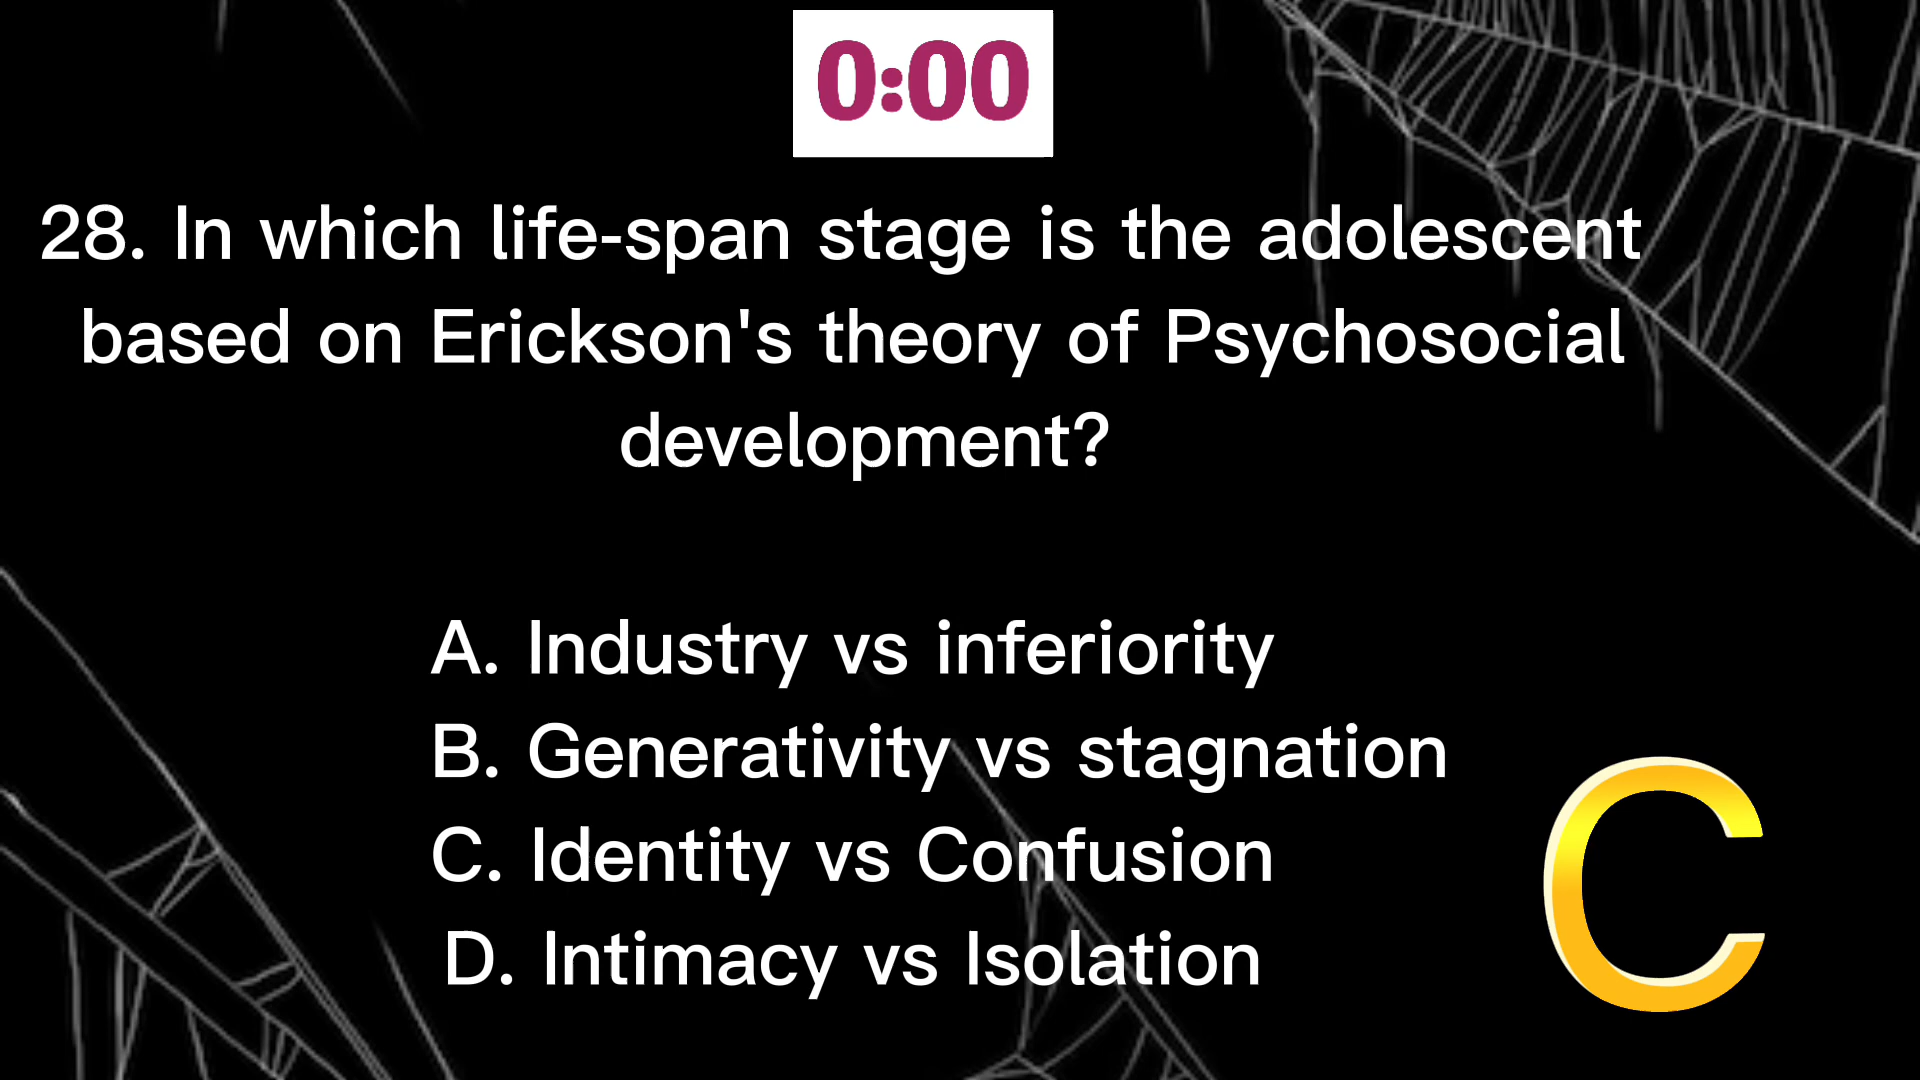 0:00
28. In which life-span stage is the adolescent
based on Erickson's theory of Psychosocial
development?
A. Industry vs inferiority
B. Generativity vs stagnation
C. Identity vs Confusion
D. Intimacy vs Isolation
C